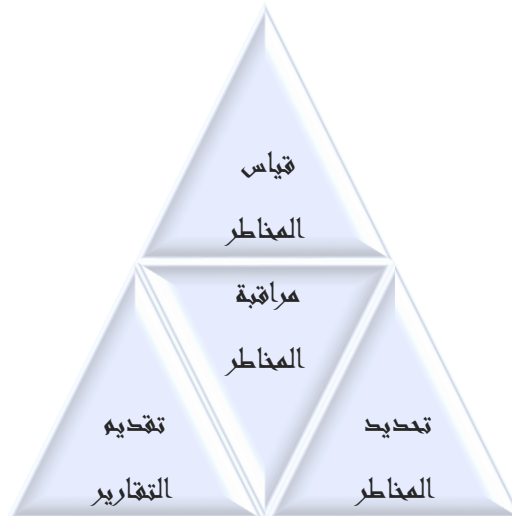 قياس
المخاطر
مراقبة
المخاطر
تحديد
المخاطر
تقديم
التقارير